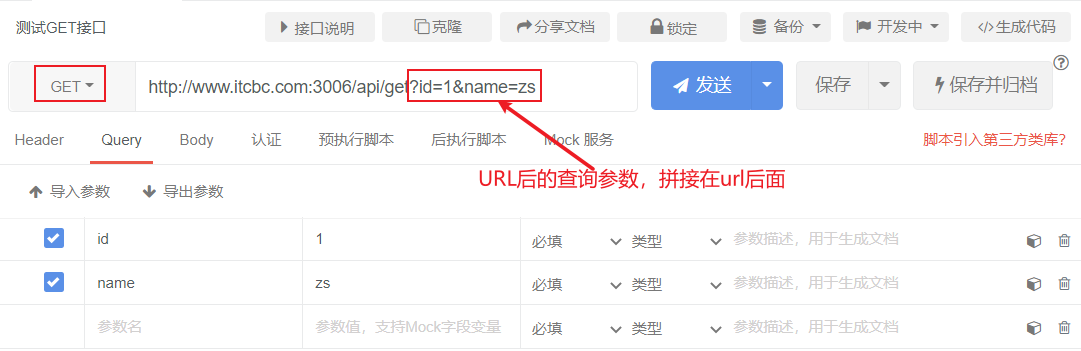 测试GET接口
接口说明 克隆 分享文档 锁定 备份 开发中 生成代码
GET http://www.itcbc.com:3006/api/get?id=1&name=zs 发送 保存 保存并归档
Header Query Body 认证 预执行脚本 后执行脚本 Mock 服务 脚本引入第三方类库?
URL后的查询参数，拼接在url后面
导入参数 导出参数
id 1 必填 类型 参数描述，用于生成文档
name zs 必填 类型 参数描述，用于生成文档
参数名 参数值，支持Mock字段变量 必填 类型 参数描述，用于生成文档